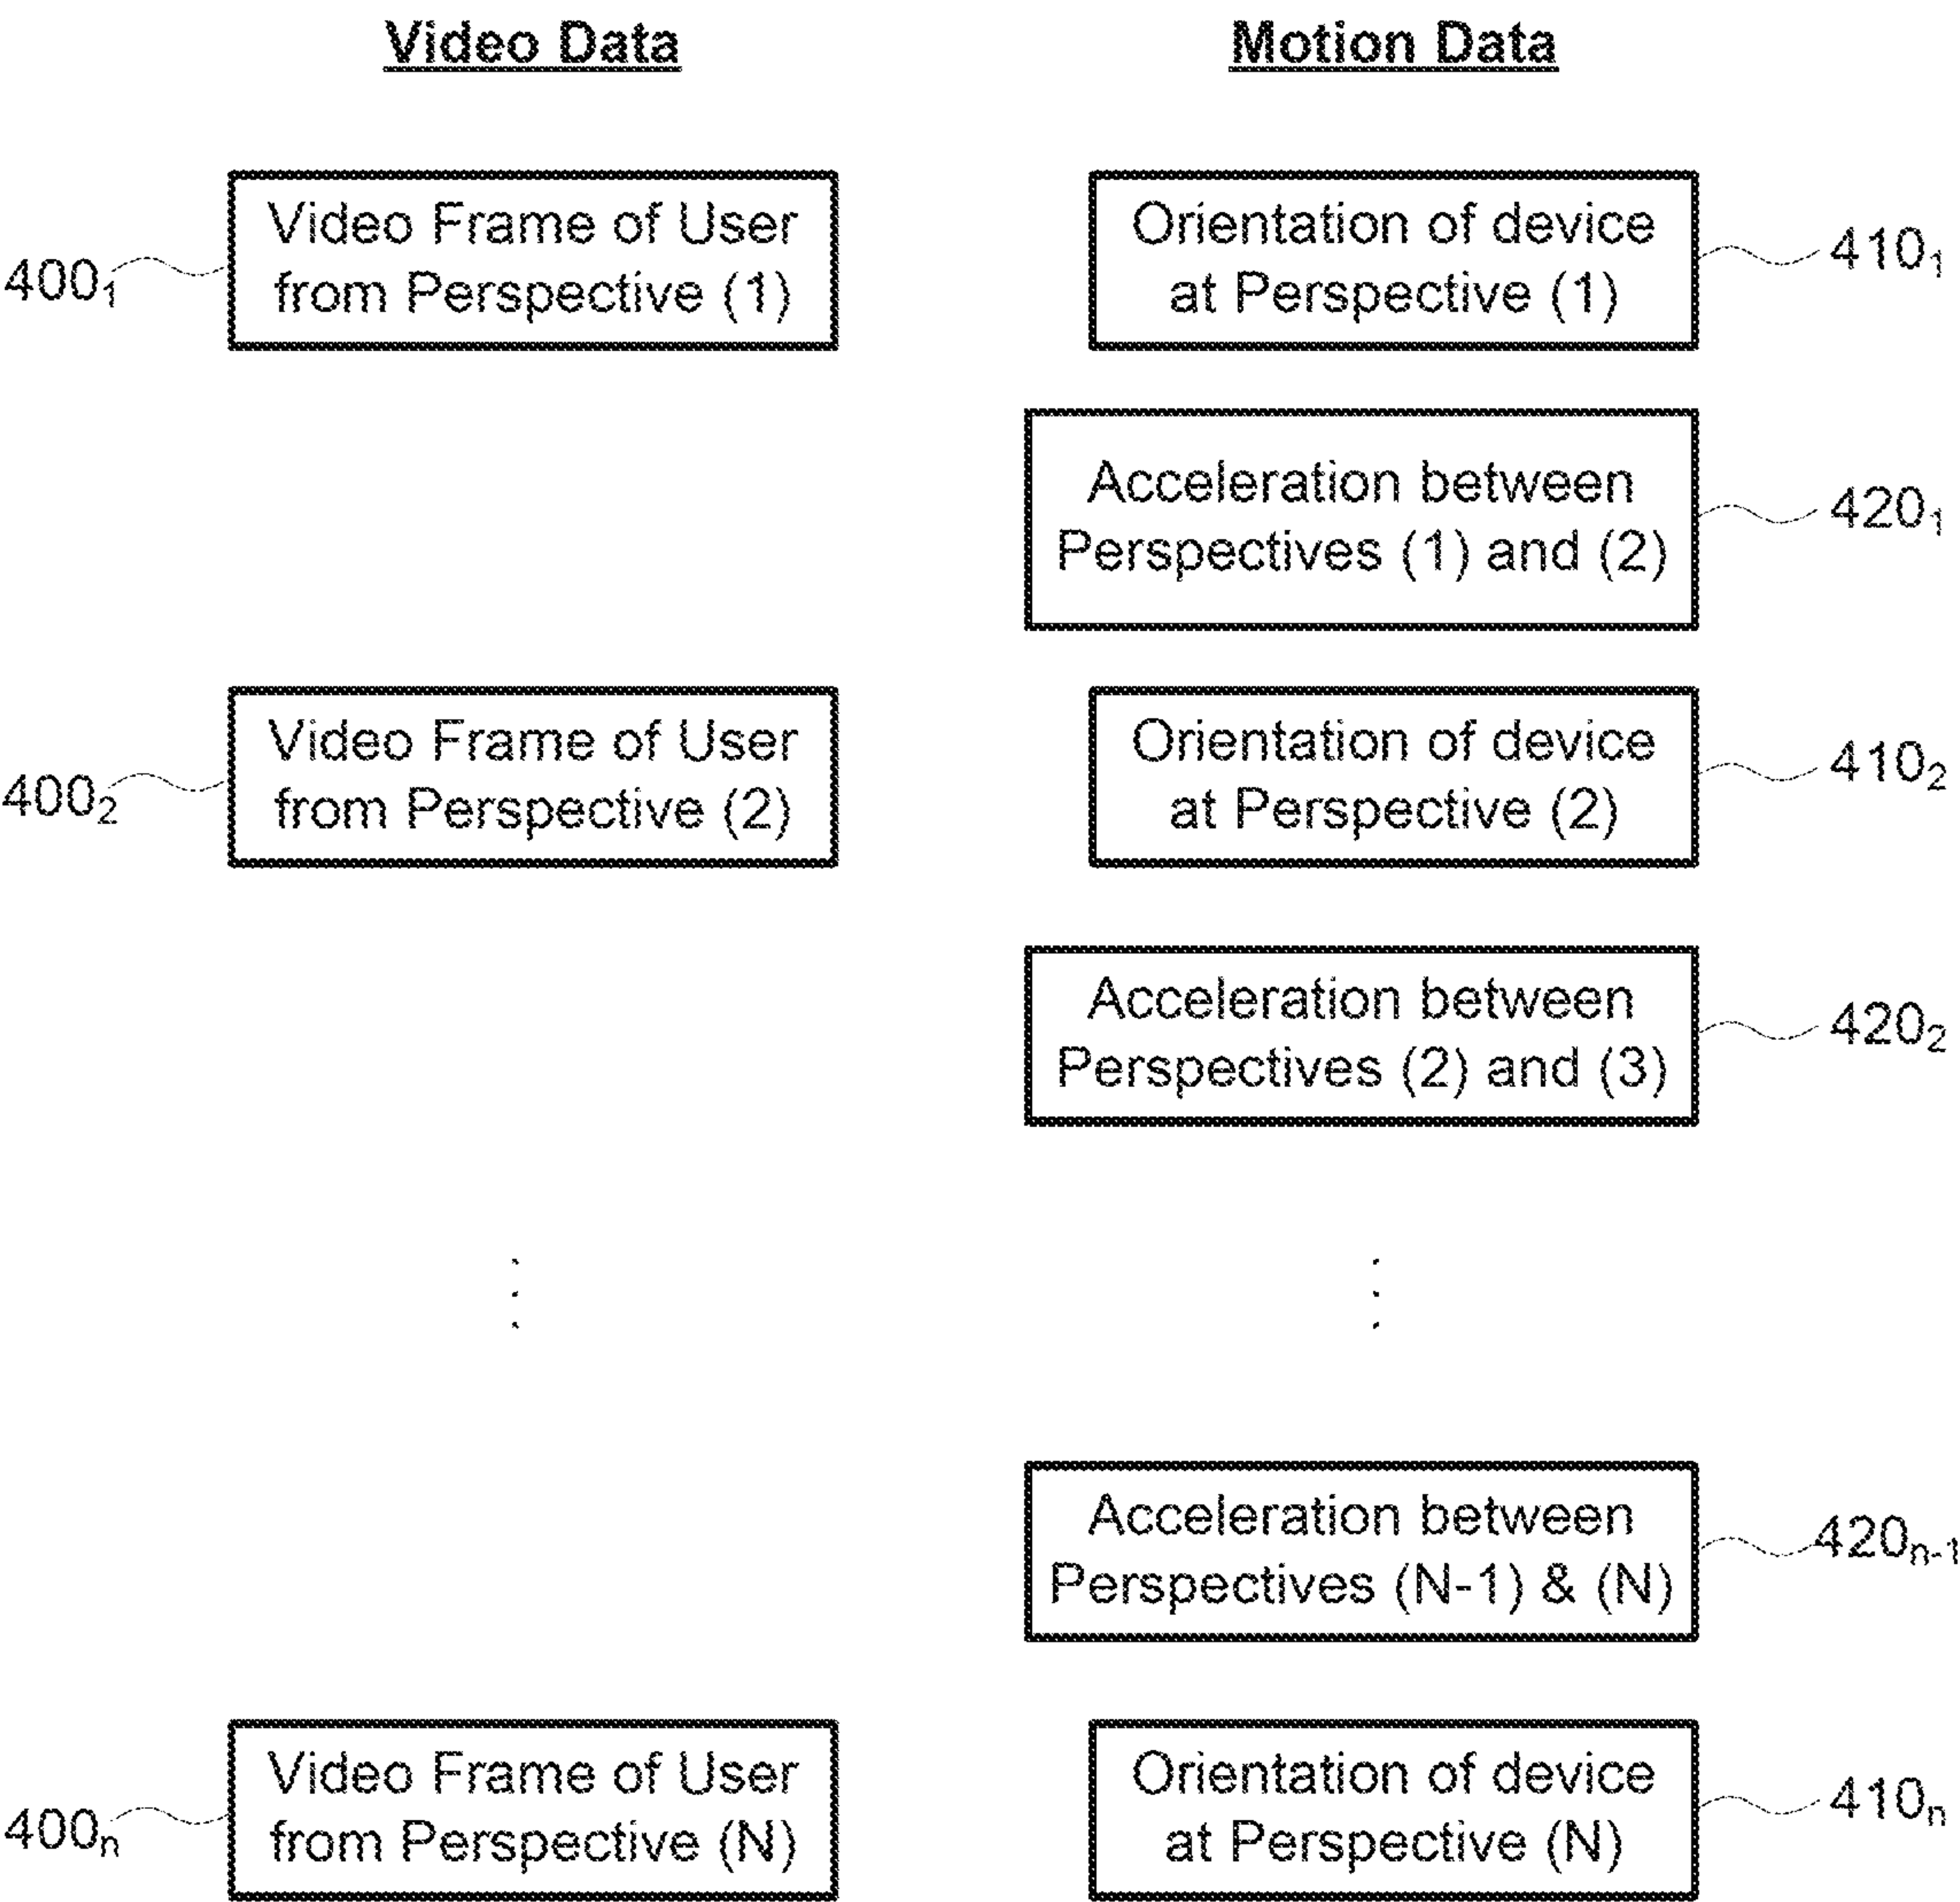 Video Data
Motion Data
Video Frame of User
from Perspective (1)
400₁
Orientation of device
at Perspective (1)
410₁
Acceleration between
Perspectives (1) and (2)
420₁
Video Frame of User
from Perspective (2)
400₂
Orientation of device
at Perspective (2)
410₂
Acceleration between
Perspectives (2) and (3)
420₂
Acceleration between
Perspectives (N-1) & (N)
420ₙ₋₁
Video Frame of User
from Perspective (N)
400ₙ
Orientation of device
at Perspective (N)
410ₙ